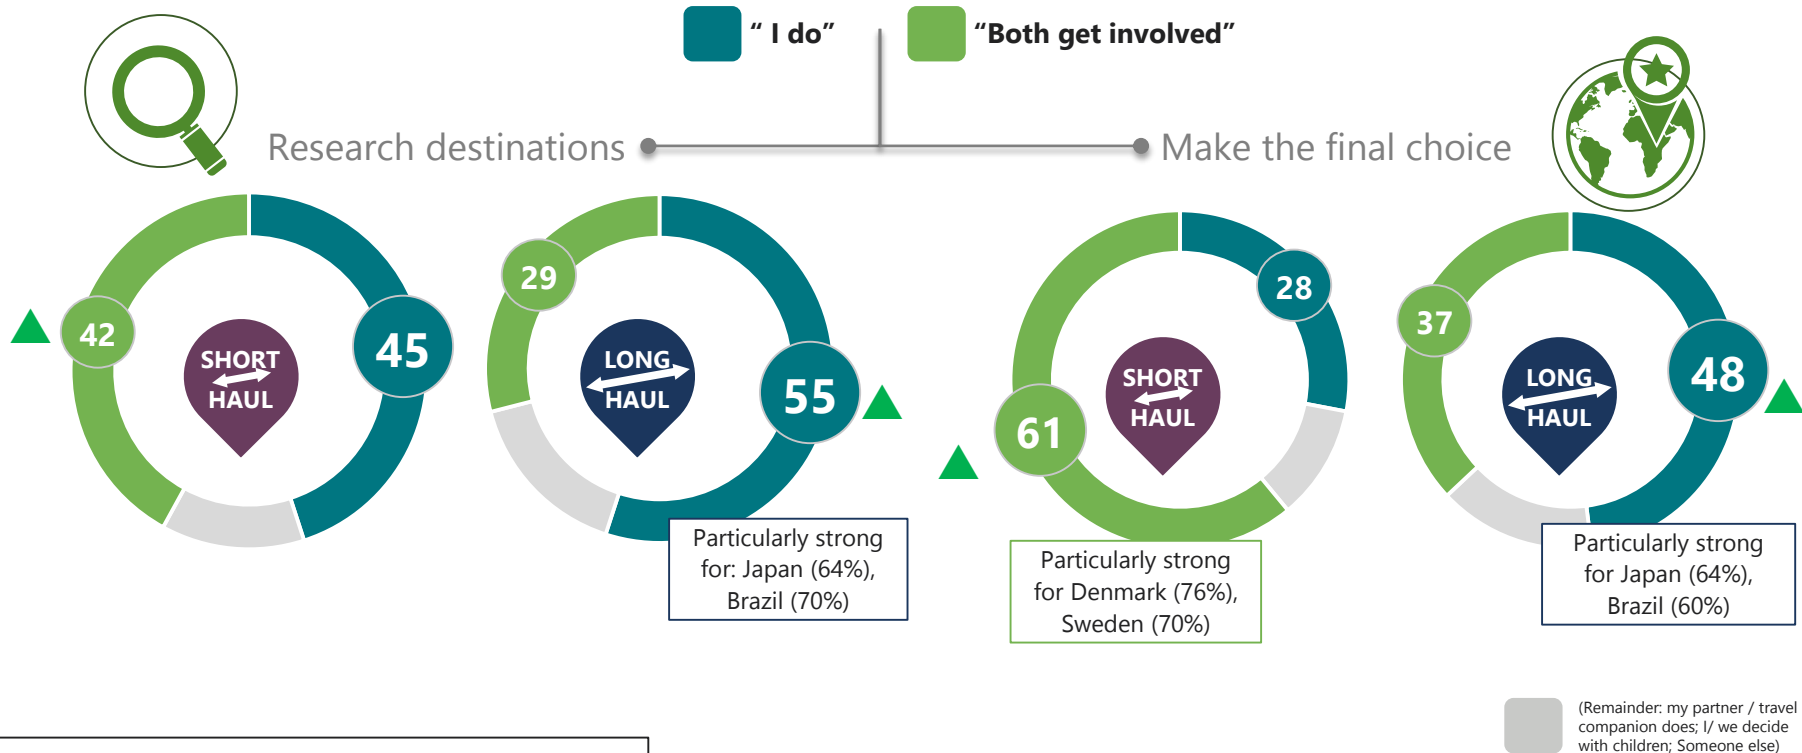 “ I do”
“Both get involved”
Research destinations
Make the final choice
42
SHORT
HAUL
45
29
LONG
HAUL
55
Particularly strong
for: Japan (64%),
Brazil (70%)
28
SHORT
HAUL
61
Particularly strong
for Denmark (76%),
Sweden (70%)
37
LONG
HAUL
48
Particularly strong
for Japan (64%),
Brazil (60%)
(Remainder: my partner / travel
companion does; I/ we decide
with children; Someone else)